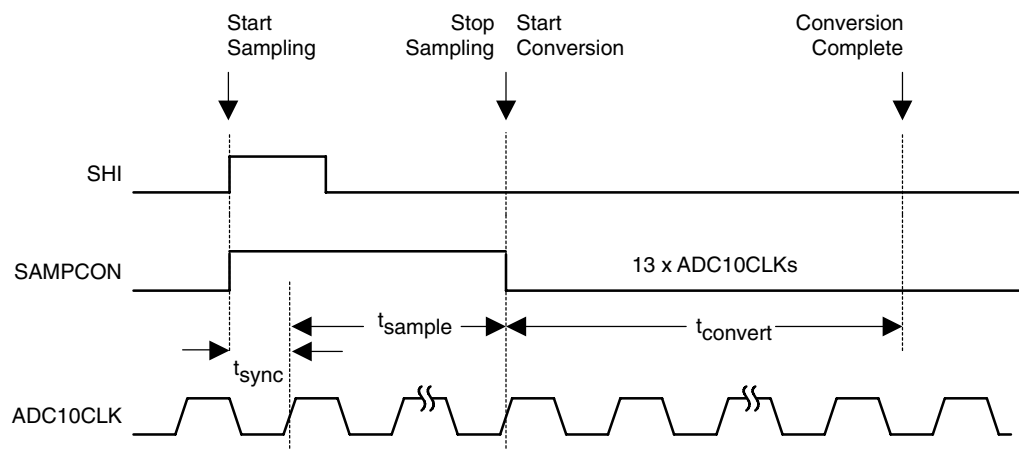 Start
Sampling
Stop
Sampling
Start
Conversion
Conversion
Complete
SHI
SAMPCON
13 x ADC10CLKs
tsample
tconvert
tsync
ADC10CLK